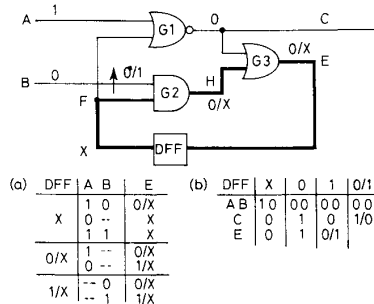 A 1 G1 0 C
0/X
G3 E
B 0 0/1 G2 H
F 0/X
X DFF
(a) DFF A B E (b) DFF X 0 1 0/1
1 0 0/X A B 1 0 0 0 0 0 0 0
X 0 -- X C 0 1 0 1/0
1 1 X E 0 1 0/1
0/X 1 -- 0/X
0 -- 1/X
1/X -- 0 0/X
-- 1 1/X